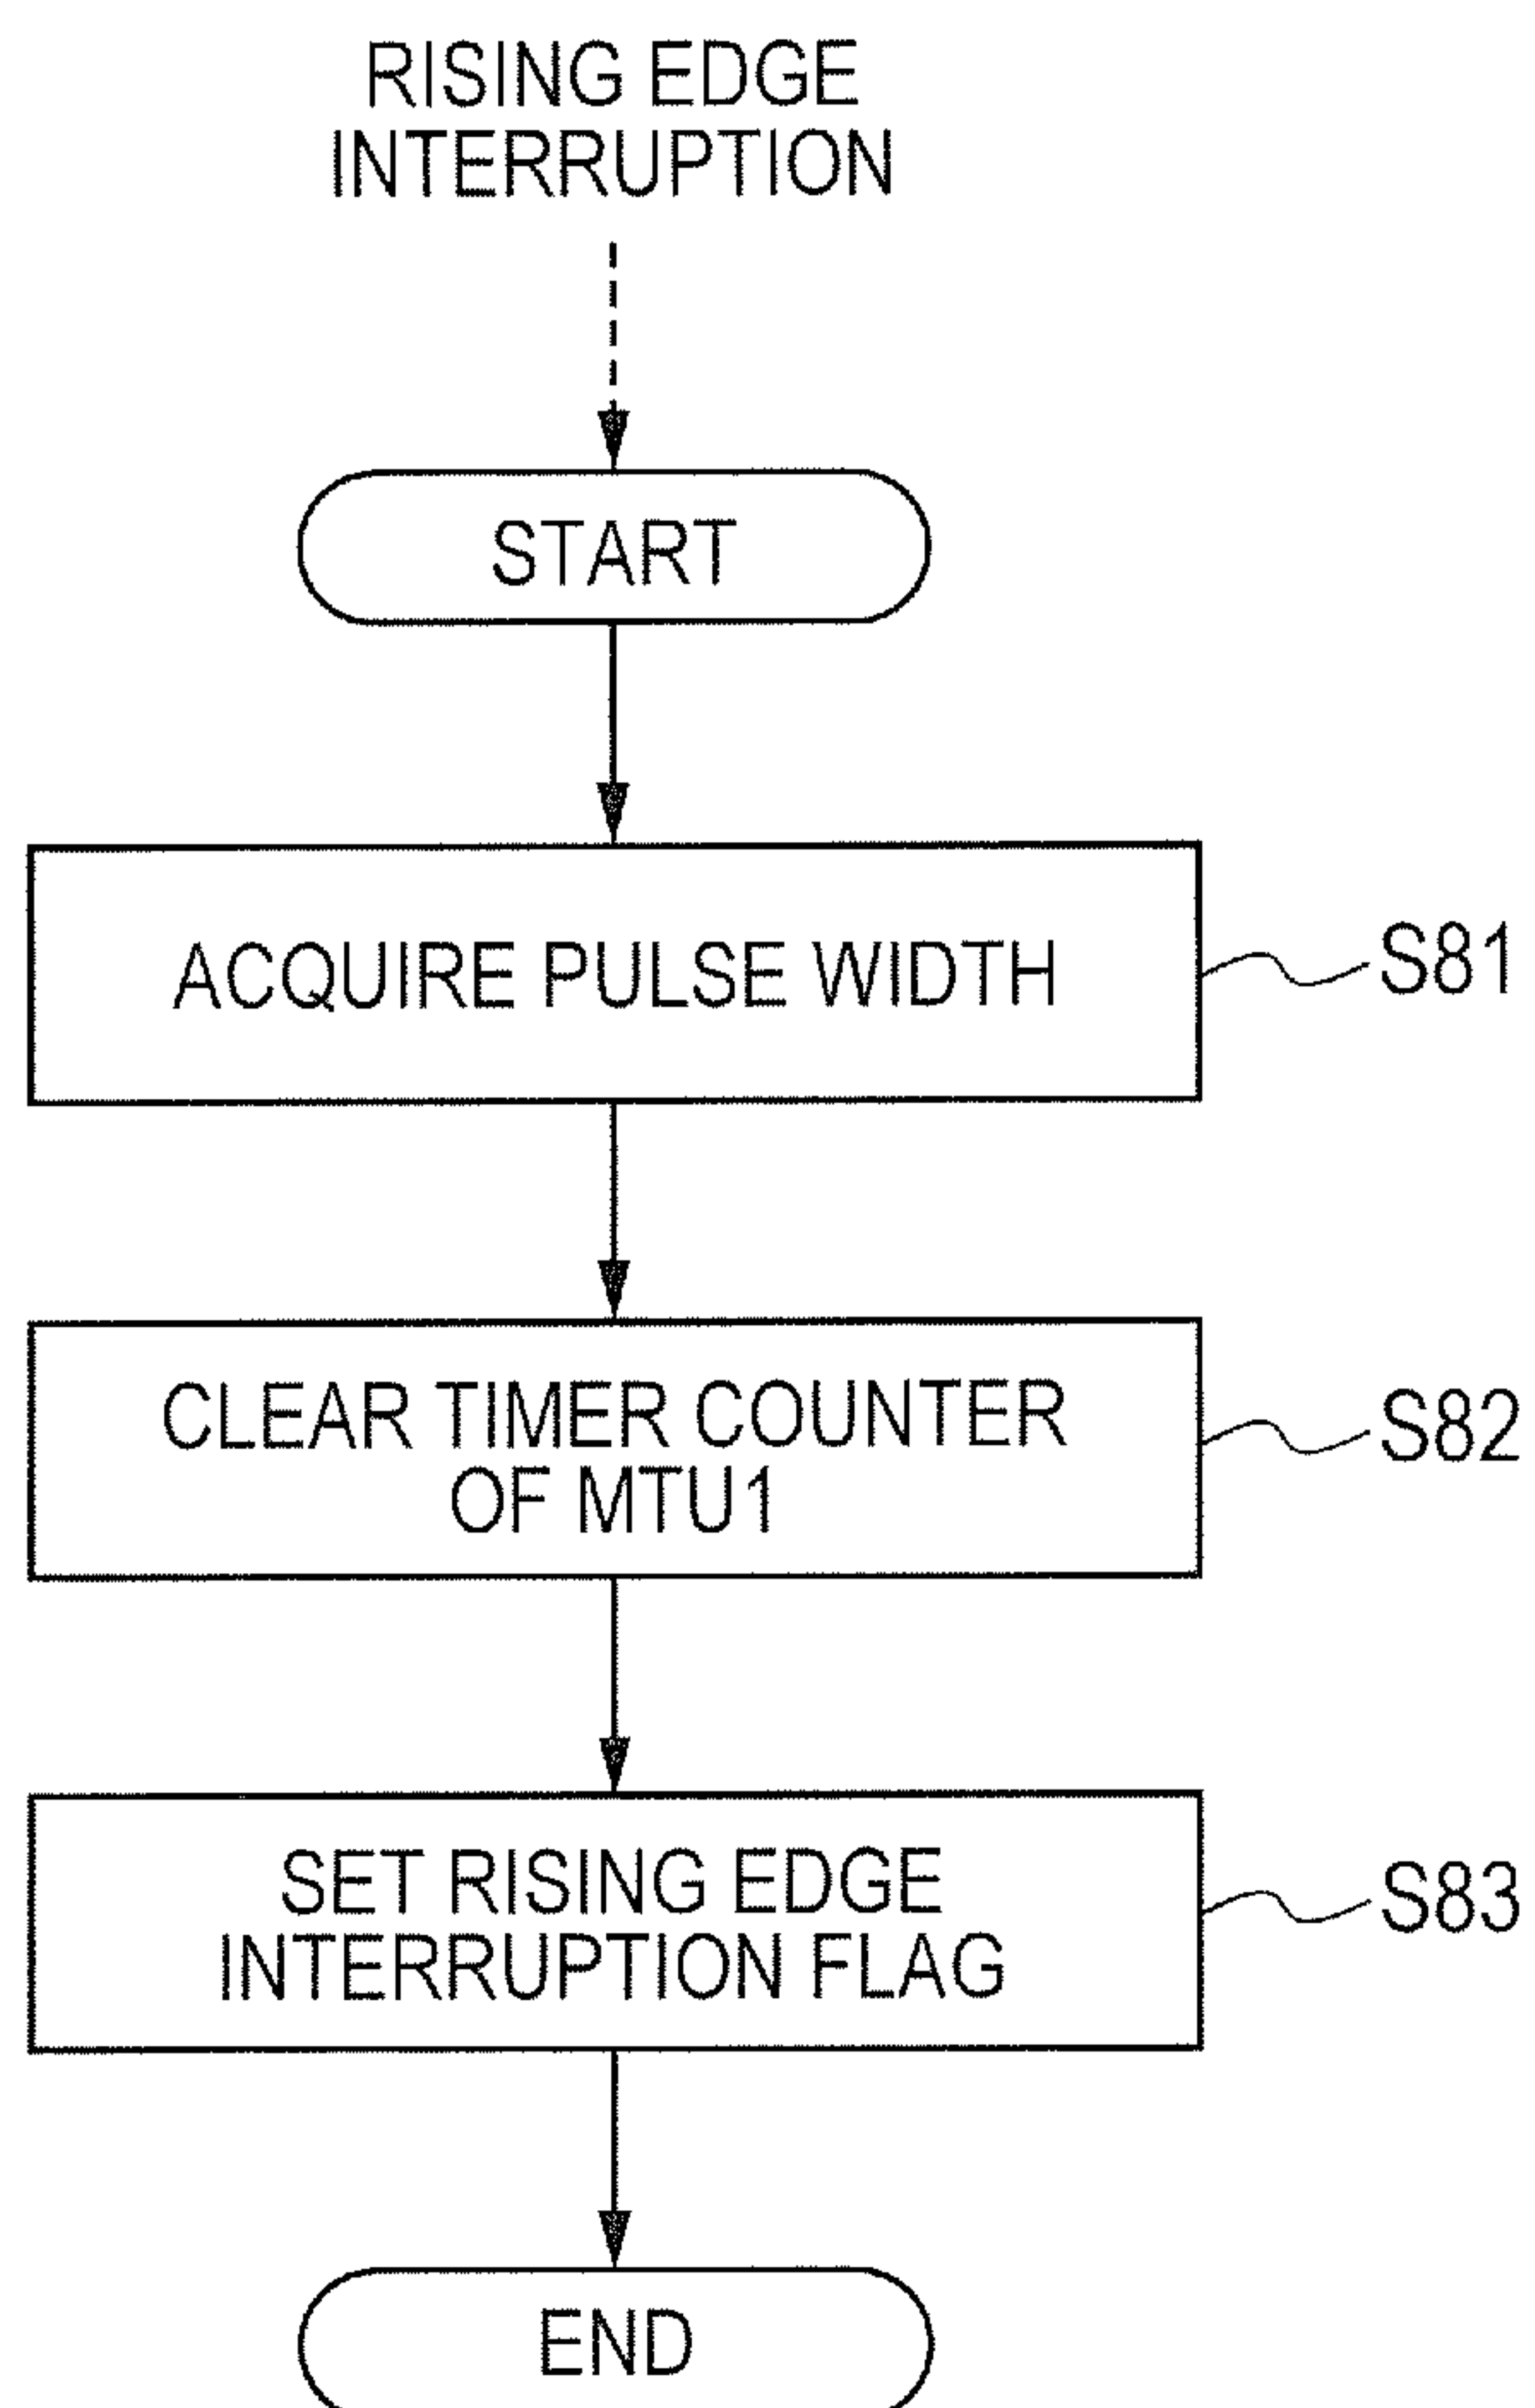 RISING EDGE
INTERRUPTION
START
ACQUIRE PULSE WIDTH
S81
CLEAR TIMER COUNTER
OF MTU1
S82
SET RISING EDGE
INTERRUPTION FLAG
S83
END